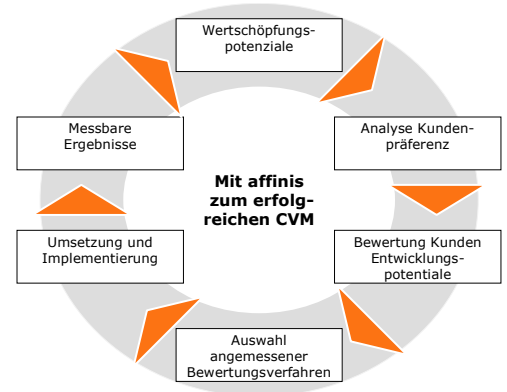 Wertschöpfungs-
potenziale
Analyse Kunden-
präferenz
Bewertung Kunden
Entwicklungs-
potentiale
Auswahl
angemessener
Bewertungsverfahren
Umsetzung und
Implementierung
Messbare
Ergebnisse
Mit affinis
zum erfolg-
reichen CVM